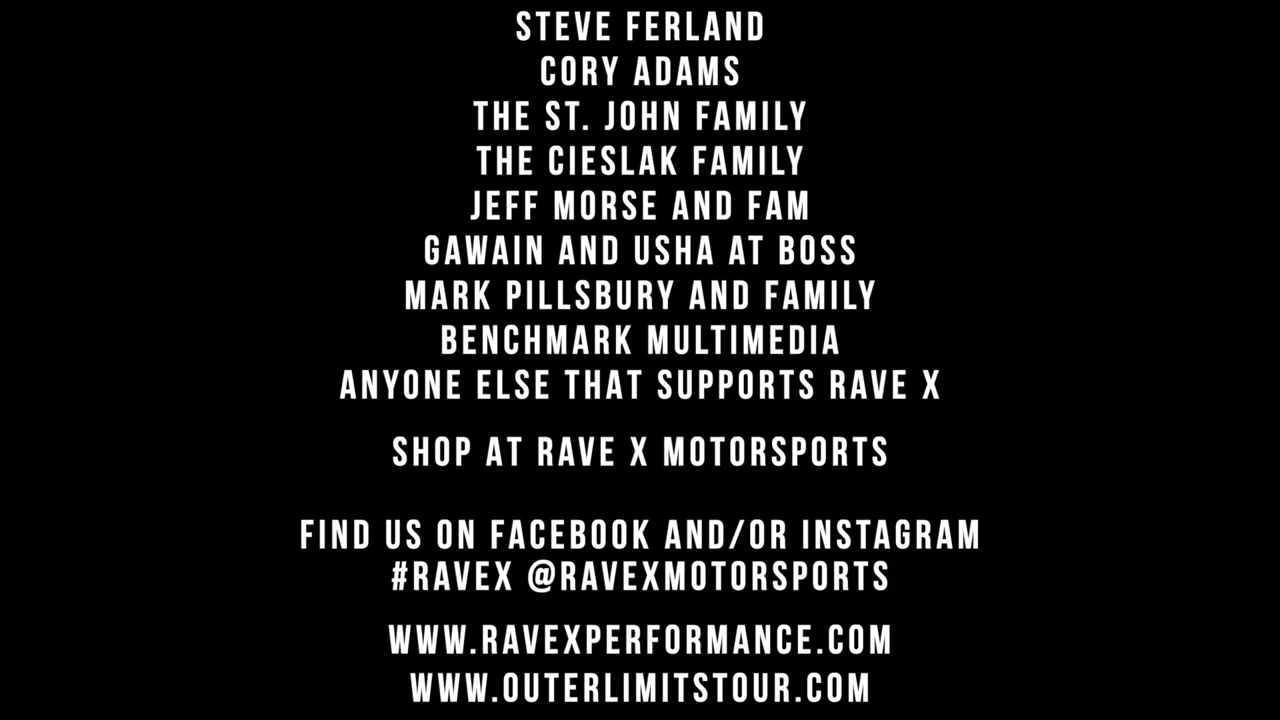 STEVE FERLAND
CORY ADAMS
THE ST. JOHN FAMILY
THE CIESLAK FAMILY
JEFF MORSE AND FAM
GAWAIN AND USHA AT BOSS
MARK PILLSBURY AND FAMILY
BENCHMARK MULTIMEDIA
ANYONE ELSE THAT SUPPORTS RAVE X
SHOP AT RAVE X MOTORSPORTS
FIND US ON FACEBOOK AND/OR INSTAGRAM
#RAVEX @RAVEXMOTORSPORTS
WWW.RAVEXPERFORMANCE.COM
WWW.OUTERLIMITSTOUR.COM